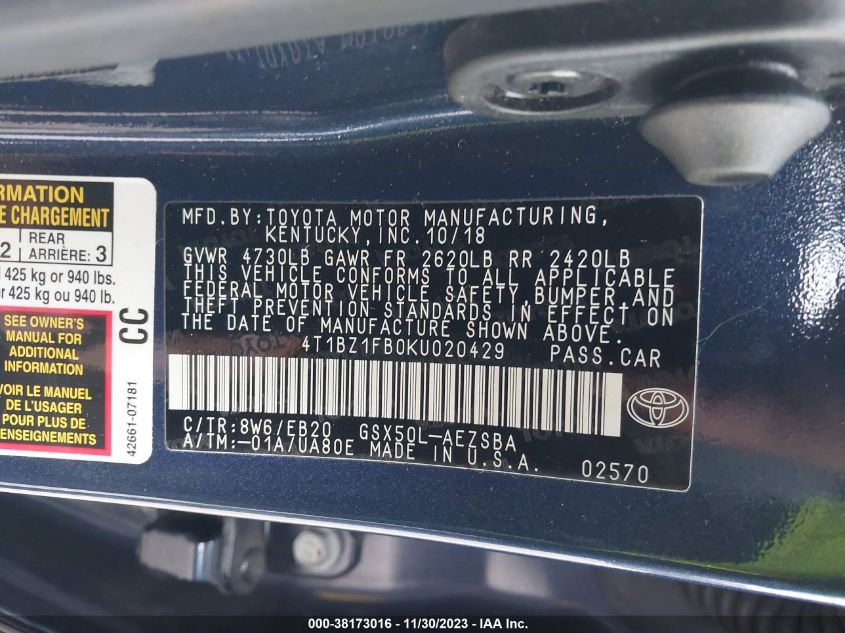 RMATION
E CHARGEMENT
2 REAR ARRIÈRE: 3
425 kg or 940 lbs.
425 kg ou 940 lb.
SEE OWNER'S
MANUAL FOR
ADDITIONAL
INFORMATION
VOIR LE MANUEL
DE L'USAGER
POUR PLUS DE
RENSEIGNEMENTS
CC
42661-07181
MFD.BY:TOYOTA MOTOR MANUFACTURING,
KENTUCKY,INC.10/18
GVWR 4730LB GAWR FR 2620LB RR 2420LB
THIS VEHICLE CONFORMS TO ALL APPLICABLE
FEDERAL MOTOR VEHICLE SAFETY,BUMPER,AND
THEFT PREVENTION STANDARDS IN EFFECT ON
THE DATE OF MANUFACTURE SHOWN ABOVE.
4T1BZ1FB0KU020429 PASS.CAR
C/TR:8W6/EB20 GSX50L-AEZSBA
A/TM:-01A/UA80E MADE IN U.S.A. 02570
000-38173016 - 11/30/2023 - IAA Inc.